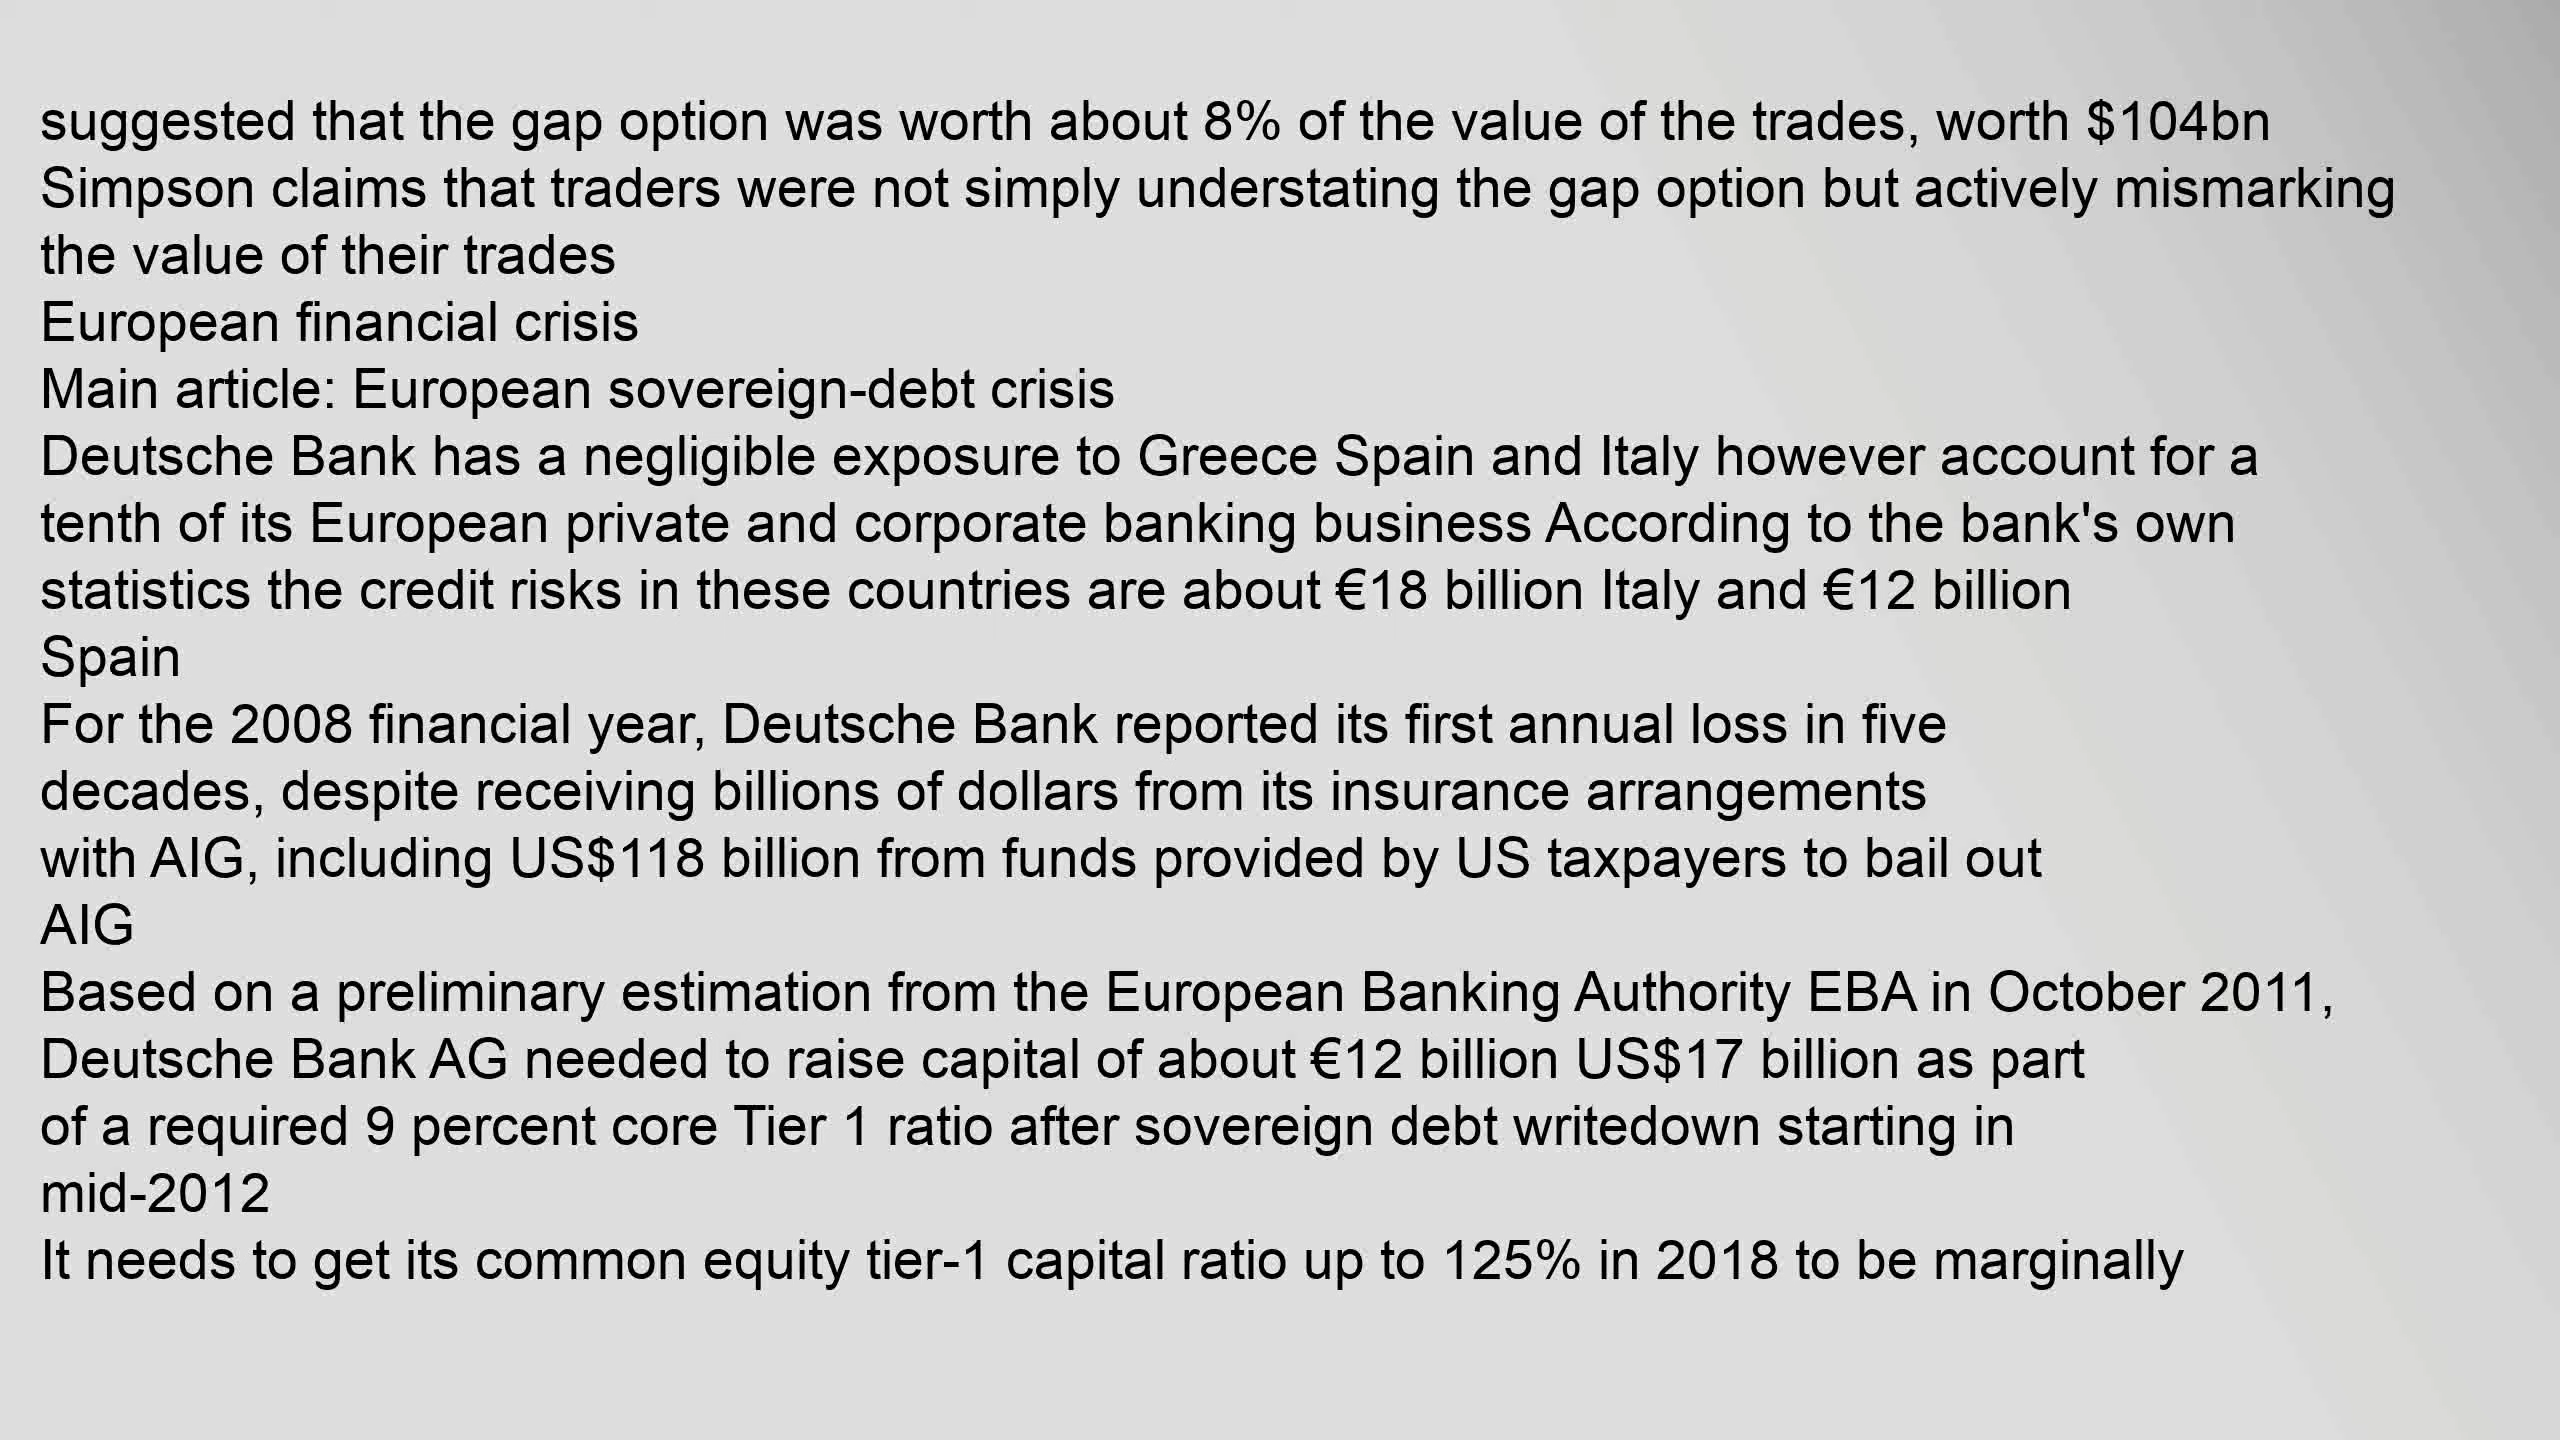 suggested that the gap option was worth about 8% of the value of the trades, worth $104bn
Simpson claims that traders were not simply understating the gap option but actively mismarking
the value of their trades
European financial crisis
Main article: European sovereign-debt crisis
Deutsche Bank has a negligible exposure to Greece Spain and Italy however account for a
tenth of its European private and corporate banking business According to the bank's own
statistics the credit risks in these countries are about €18 billion Italy and €12 billion
Spain
For the 2008 financial year, Deutsche Bank reported its first annual loss in five
decades, despite receiving billions of dollars from its insurance arrangements
with AIG, including US$118 billion from funds provided by US taxpayers to bail out
AIG
Based on a preliminary estimation from the European Banking Authority EBA in October 2011,
Deutsche Bank AG needed to raise capital of about €12 billion US$17 billion as part
of a required 9 percent core Tier 1 ratio after sovereign debt writedown starting in
mid-2012
It needs to get its common equity tier-1 capital ratio up to 125% in 2018 to be marginally